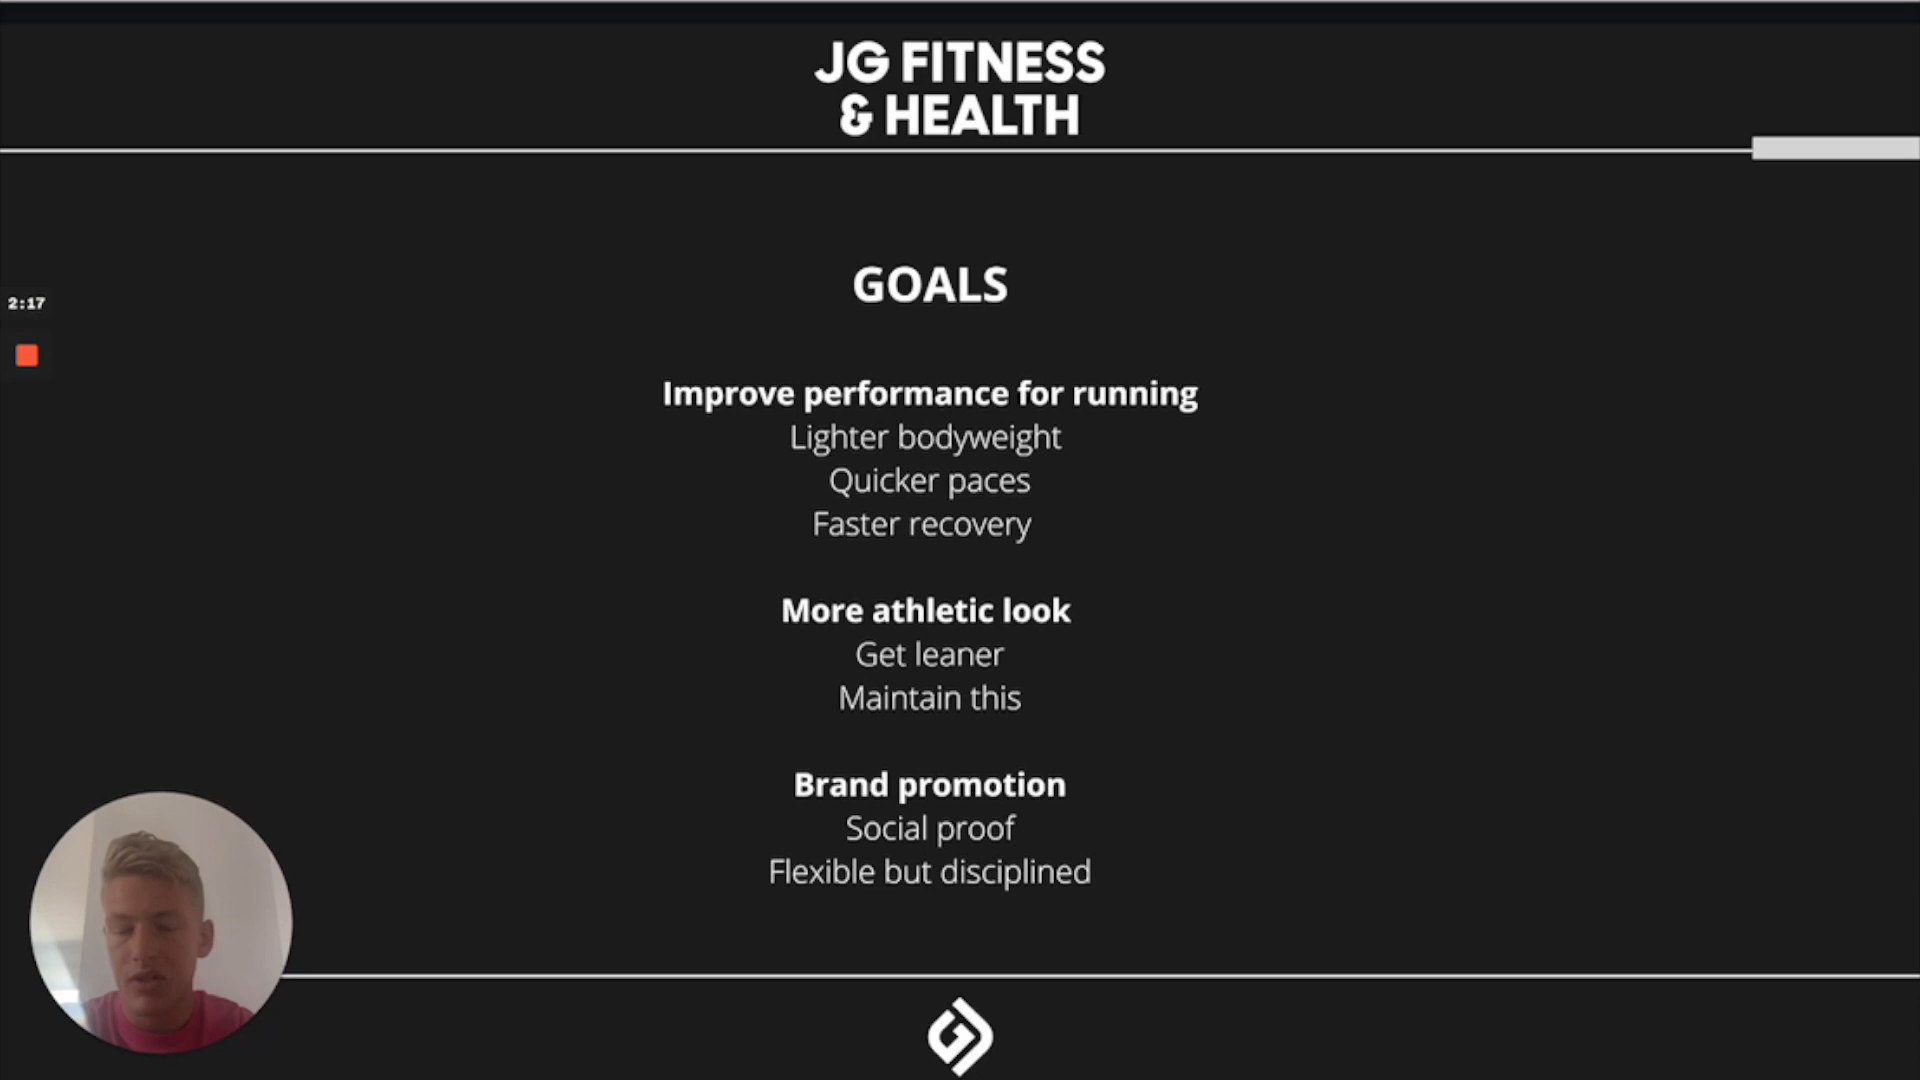 JG FITNESS
& HEALTH
GOALS
2:17
Improve performance for running
Lighter bodyweight
Quicker paces
Faster recovery
More athletic look
Get leaner
Maintain this
Brand promotion
Social proof
Flexible but disciplined